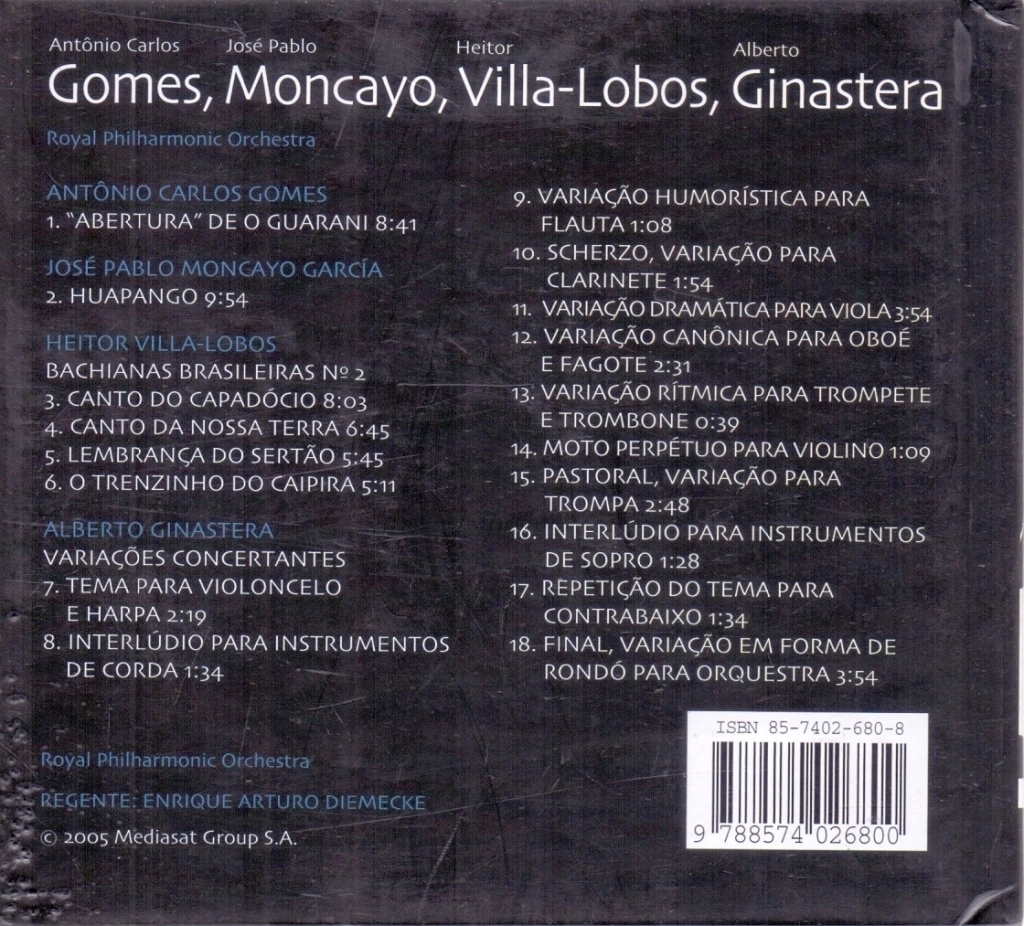 Antônio Carlos José Pablo Heitor Alberto
Gomes, Moncayo, Villa-Lobos, Ginastera
Royal Philharmonic Orchestra
ANTÔNIO CARLOS GOMES
1. “ABERTURA” DE O GUARANI 8:41
JOSÉ PABLO MONCAYO GARCÍA
2. HUAPANGO 9:54
HEITOR VILLA-LOBOS
BACHIANAS BRASILEIRAS Nº 2
3. CANTO DO CAPADÓCIO 8:03
4. CANTO DA NOSSA TERRA 6:45
5. LEMBRANÇA DO SERTÃO 5:45
6. O TRENZINHO DO CAIPIRA 5:11
ALBERTO GINASTERA
VARIAÇÕES CONCERTANTES
7. TEMA PARA VIOLONCELO
E HARPA 2:19
8. INTERLÚDIO PARA INSTRUMENTOS
DE CORDA 1:34
9. VARIAÇÃO HUMORÍSTICA PARA
FLAUTA 1:08
10. SCHERZO, VARIAÇÃO PARA
CLARINETE 1:54
11. VARIAÇÃO DRAMÁTICA PARA VIOLA 3:54
12. VARIAÇÃO CANÔNICA PARA OBOÉ
E FAGOTE 2:31
13. VARIAÇÃO RÍTMICA PARA TROMPETE
E TROMBONE 0:39
14. MOTO PERPÉTUO PARA VIOLINO 1:09
15. PASTORAL, VARIAÇÃO PARA
TROMPA 2:48
16. INTERLÚDIO PARA INSTRUMENTOS
DE SOPRO 1:28
17. REPETIÇÃO DO TEMA PARA
CONTRABAIXO 1:34
18. FINAL, VARIAÇÃO EM FORMA DE
RONDÓ PARA ORQUESTRA 3:54
Royal Philharmonic Orchestra
REGENTE: ENRIQUE ARTURO DIEMECKE
© 2005 Mediasat Group S.A.
ISBN 85-7402-680-8
9 788574 026800